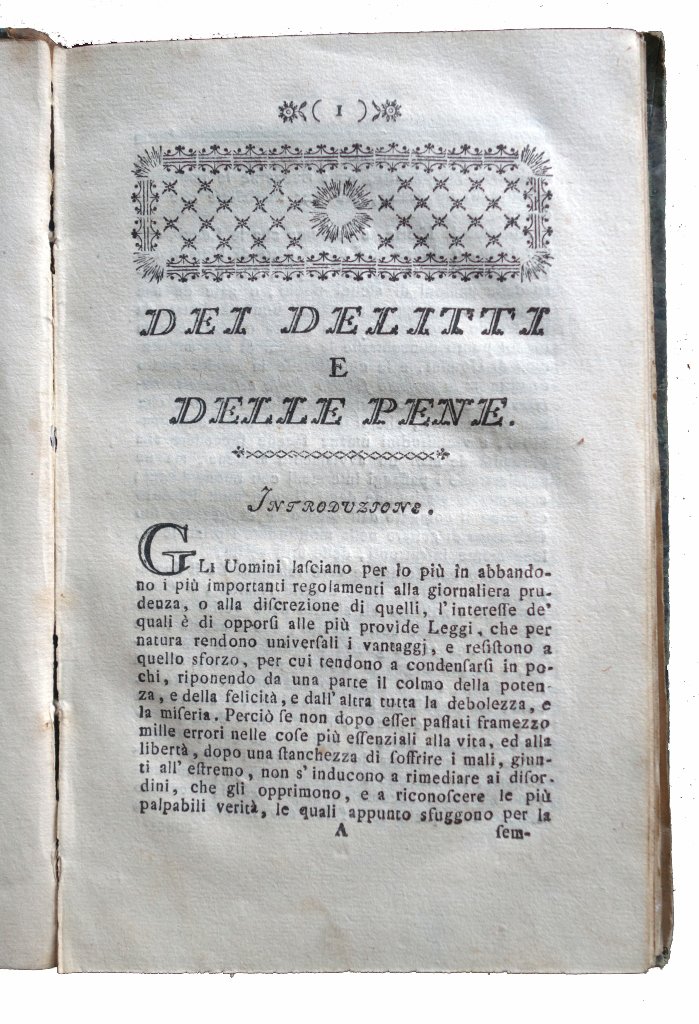 ( 1 )
DEI DELITTI
E
DELLE PENE.
INTRODUZIONE.
GLI Uomini laſciano per lo più in abbando-
no i più importanti regolamenti alla giornaliera pru-
denza, o alla diſcrezione di quelli, l'intereſſe de'
quali è di opporſi alle più provide Leggi, che per
natura rendono univerſali i vantaggj, e reſiſtono a
quello sforzo, per cui tendono a condenſarſi in po-
chi, riponendo da una parte il colmo della poten-
za, e della felicità, e dall'altra tutta la debolezza, e
la miſeria. Perciò ſe non dopo eſſer paſſati framezzo
mille errori nelle coſe più eſſenziali alla vita, ed alla
libertà, dopo una ſtanchezza di ſoffrire i mali, giun-
ti all' eſtremo, non s'inducono a rimediare ai diſor-
dini, che gli opprimono, e a riconoſcere le più
palpabili verità, le quali appunto sfuggono per la
A ſem-